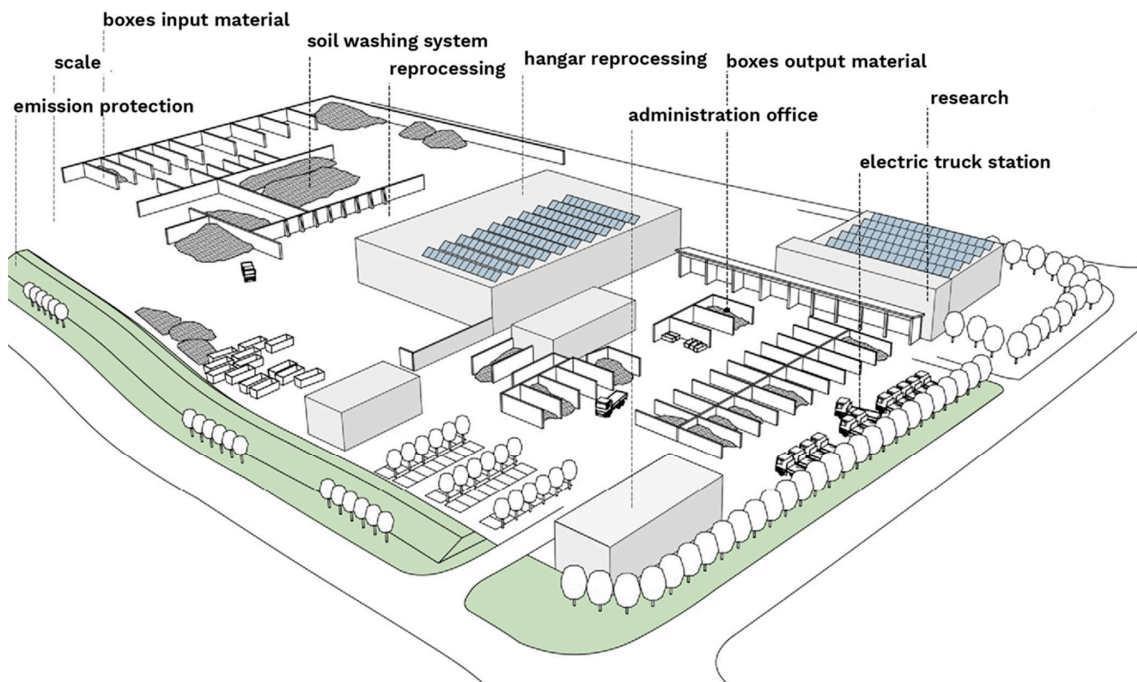 boxes input material
soil washing system
scale
reprocessing
hangar reprocessing
boxes output material
emission protection
administration office
research
electric truck station